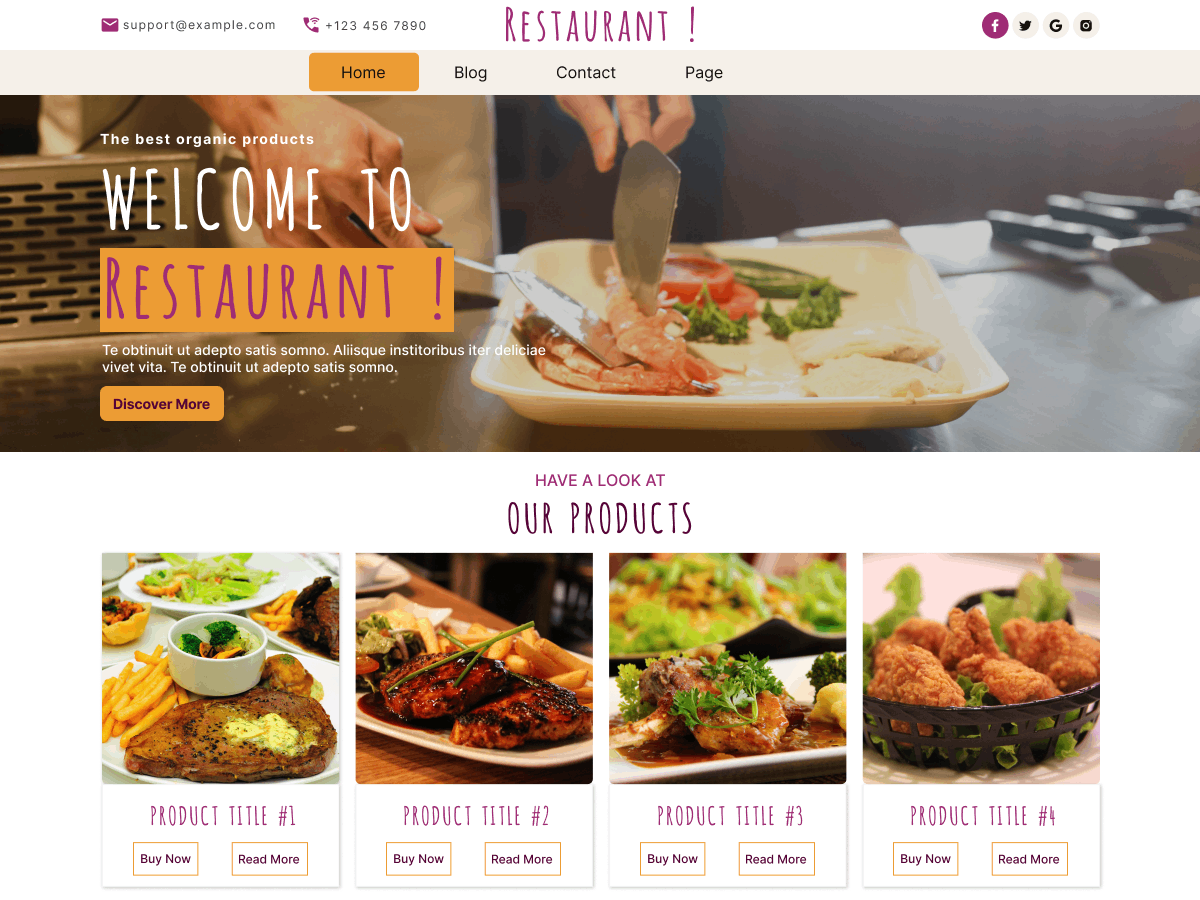 support@example.com
+123 456 7890
Restaurant !
Home
Blog
Contact
Page
The best organic products
WELCOME TO
Restaurant !
Te obtinuit ut adepto satis somno. Aliisque institoribus iter deliciae
vivet vita. Te obtinuit ut adepto satis somno.
Discover More
HAVE A LOOK AT
OUR PRODUCTS
PRODUCT TITLE #1
PRODUCT TITLE #2
PRODUCT TITLE #3
PRODUCT TITLE #4
Buy Now
Read More
Buy Now
Read More
Buy Now
Read More
Buy Now
Read More